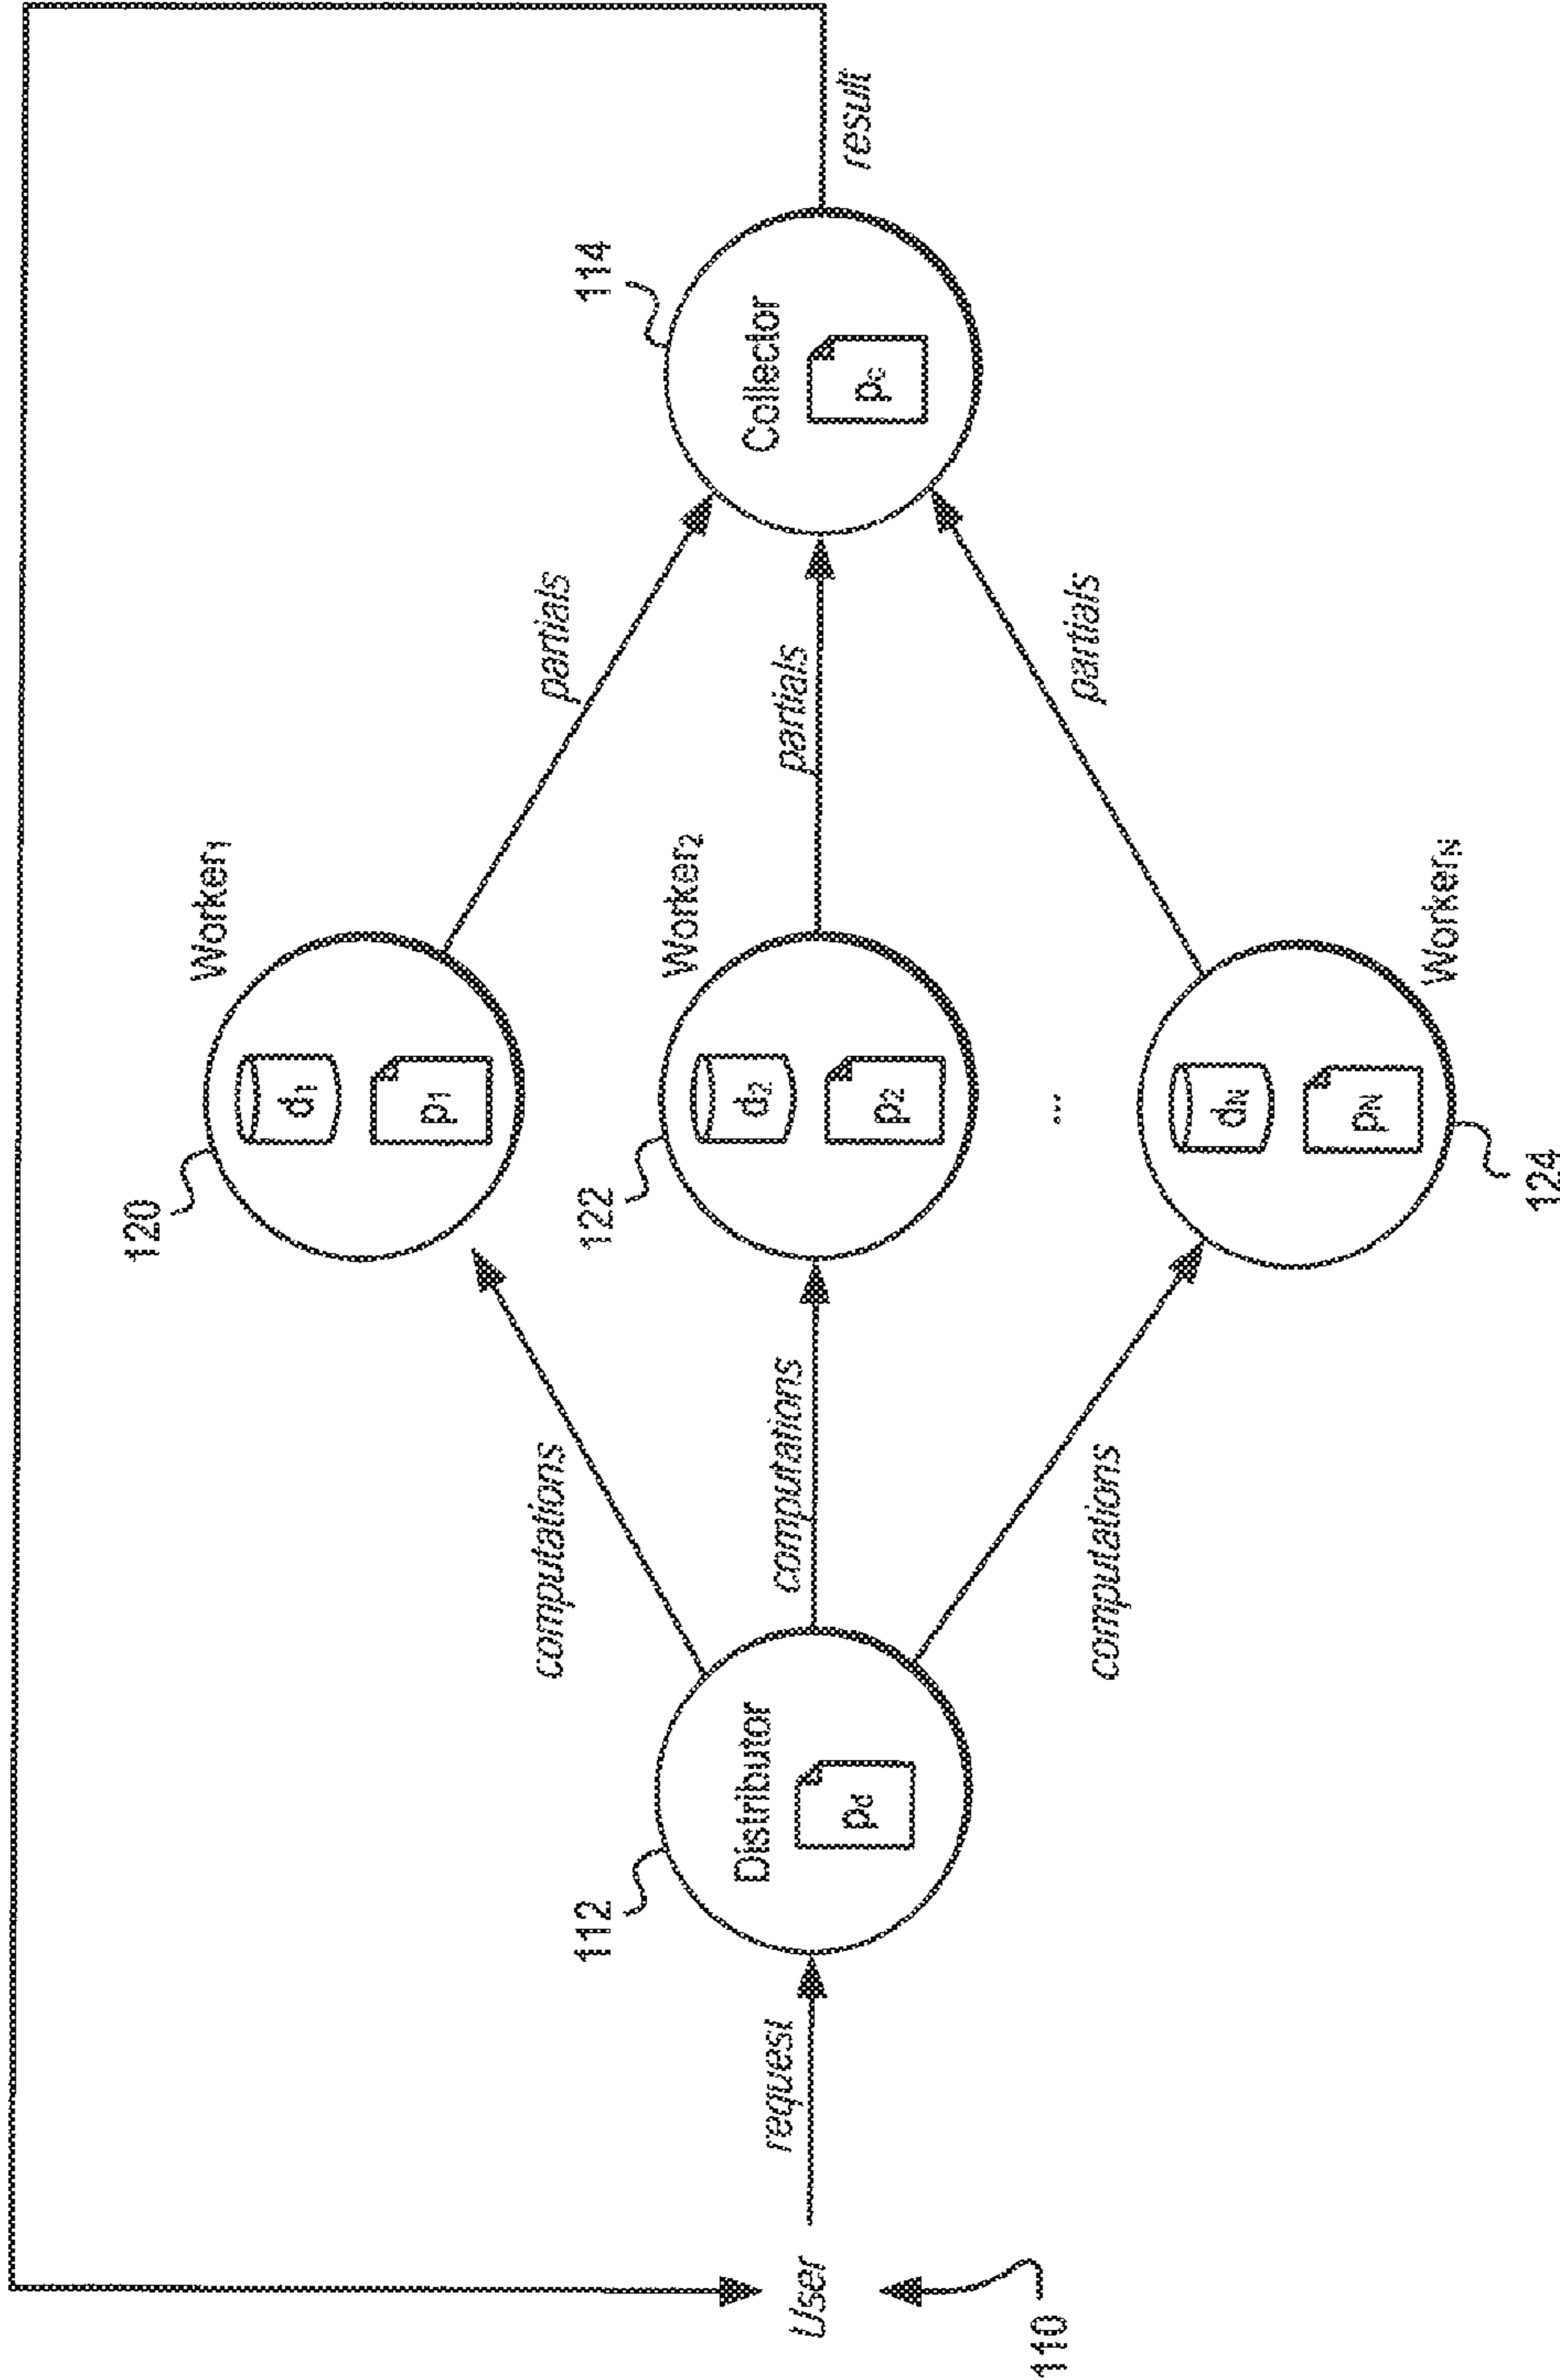 result
114
Collector
pc
partials
partials
partials
Worker1
Worker2
WorkerN
d1
p1
d2
p2
...
dN
pN
120
122
124
computations
computations
computations
Distributor
pd
112
request
User
110